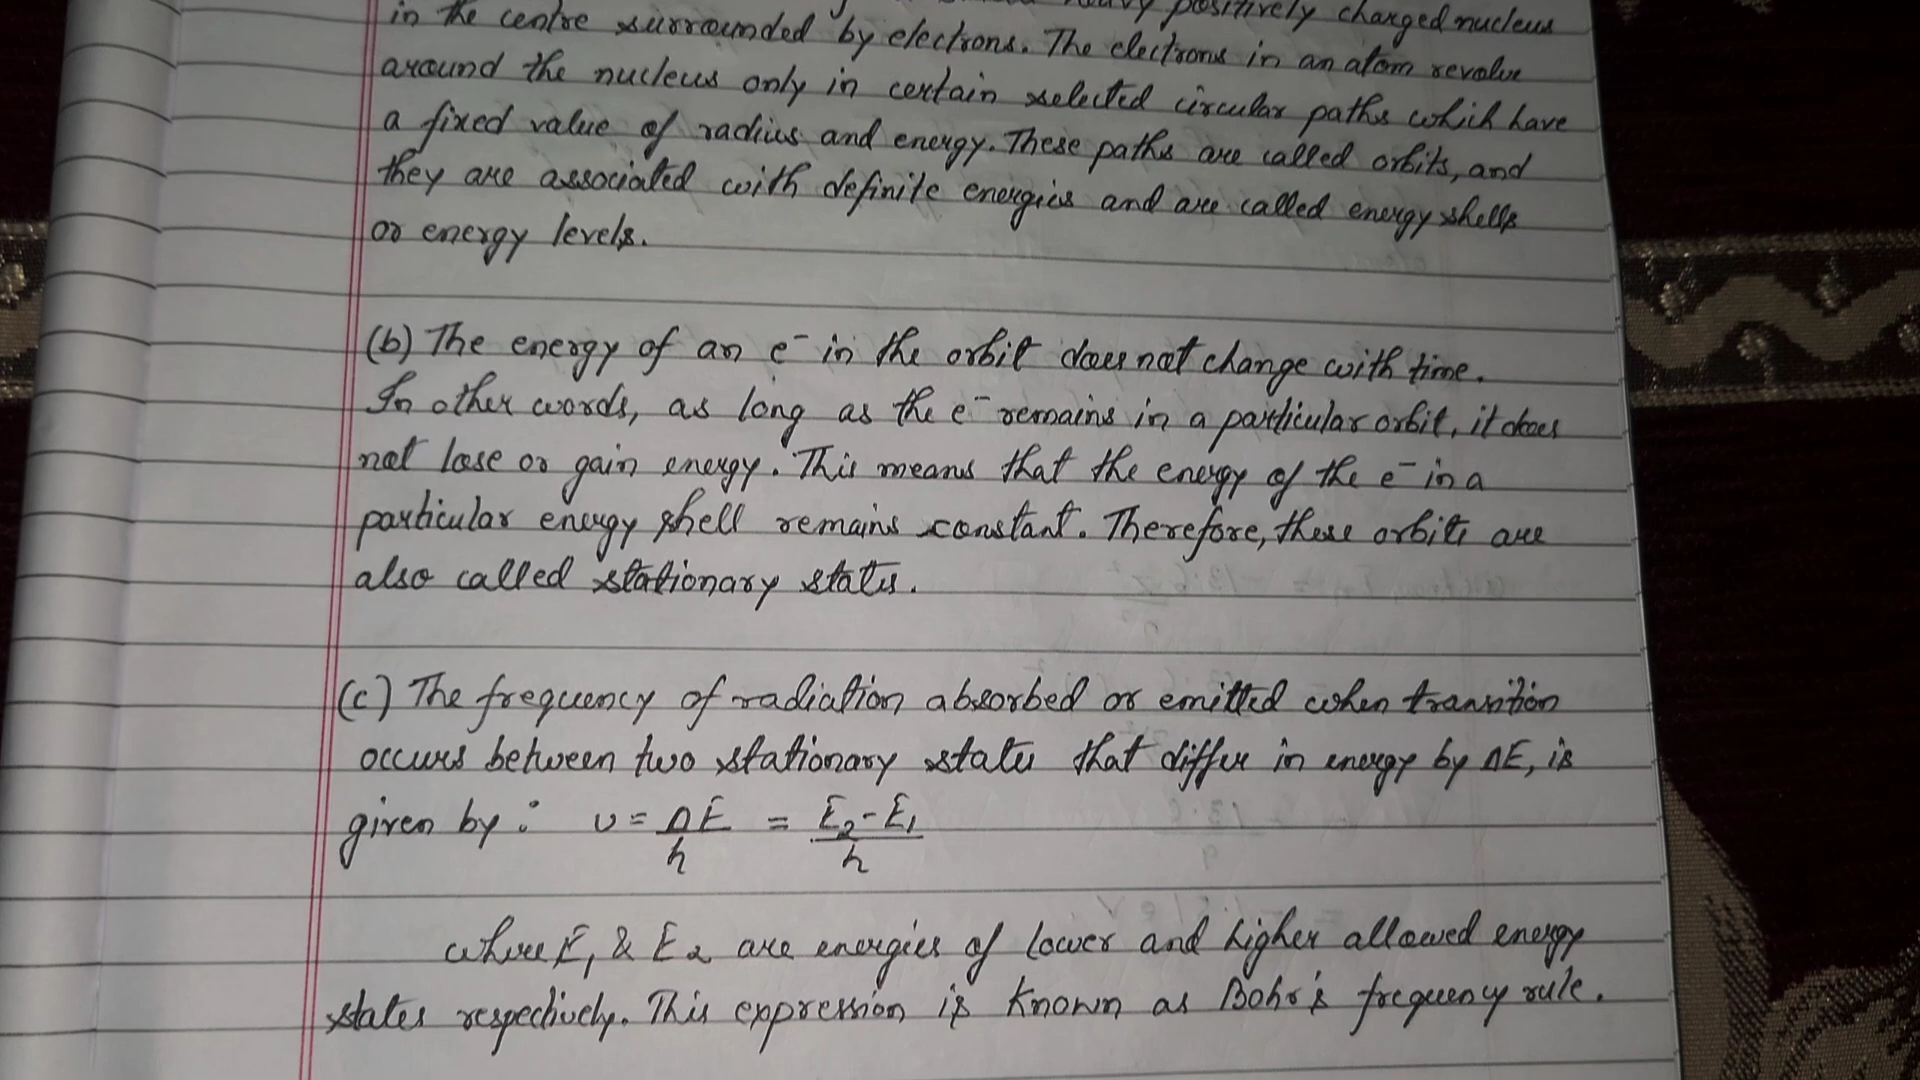 heavy positively charged nucleus
in the centre surrounded by electrons. The electrons in an atom revolve
around the nucleus only in certain selected circular paths which have
a fixed value of radius and energy. These paths are called orbits, and
they are associated with definite energies and are called energy shells
or energy levels.
(b) The energy of an e⁻ in the orbit does not change with time.
In other words, as long as the e⁻ remains in a particular orbit, it does
not lose or gain energy. This means that the energy of the e⁻ in a
particular energy shell remains constant. Therefore, these orbits are
also called stationary states.
(c) The frequency of radiation absorbed or emitted when transition
occurs between two stationary states that differ in energy by ΔE, is
given by : υ = ΔE/h = E₂-E₁/h
where E₁ & E₂ are energies of lower and higher allowed energy
states respectively. This expression is known as Bohr's frequency rule.